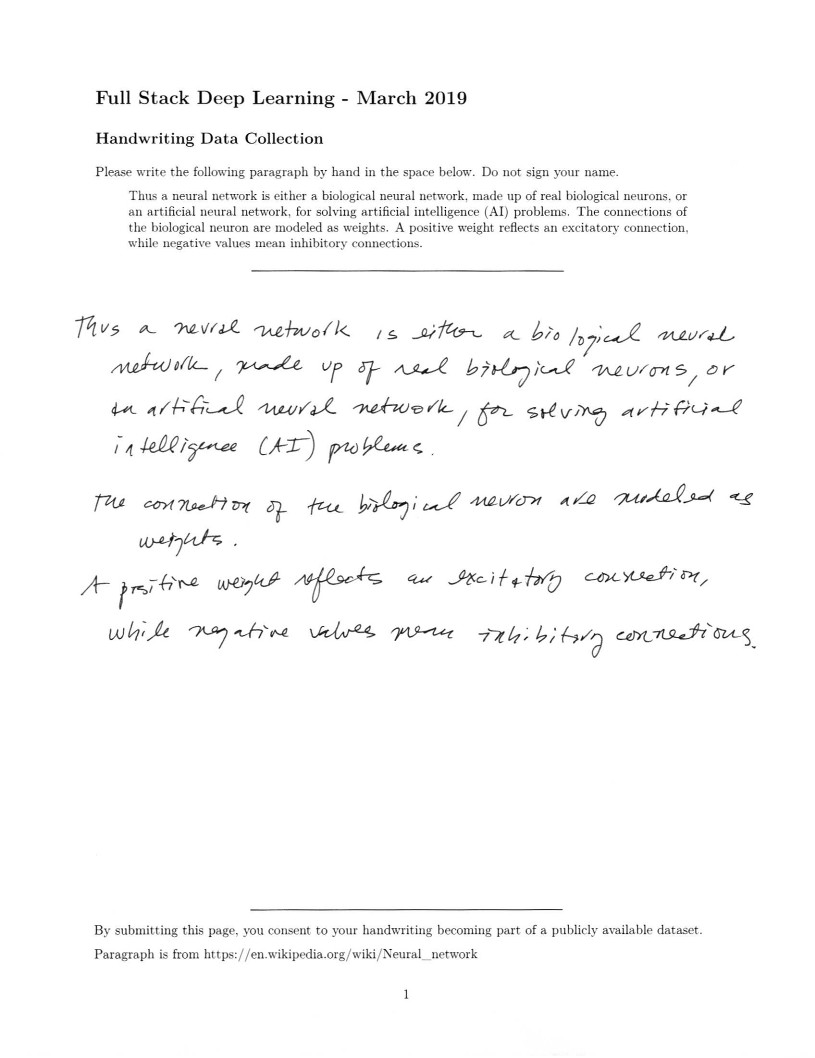 Full Stack Deep Learning - March 2019
Handwriting Data Collection
Please write the following paragraph by hand in the space below. Do not sign your name.
Thus a neural network is either a biological neural network, made up of real biological neurons, or
an artificial neural network, for solving artificial intelligence (AI) problems. The connections of
the biological neuron are modeled as weights. A positive weight reflects an excitatory connection,
while negative values mean inhibitory connections.
Thus a neural network is either a biological neural
network, made up of real biological neurons, or
an artifical neural network, for solving artificial
intelligence (AI) problems.
The connection of the biological neuron are modeled as
weights.
A positive weight reflects an excitatory connection,
while negative values mean inhibitory connections.
By submitting this page, you consent to your handwriting becoming part of a publicly available dataset.
Paragraph is from https://en.wikipedia.org/wiki/Neural_network
1